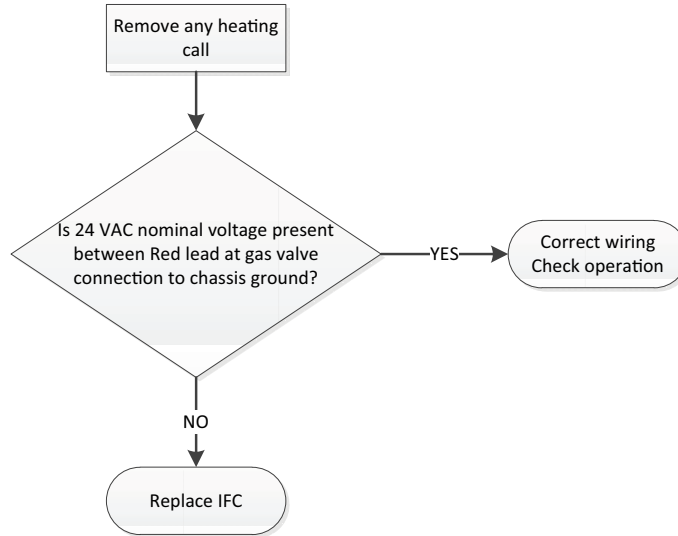 Remove any heating
call
Is 24 VAC nominal voltage present
between Red lead at gas valve
connection to chassis ground?
YES
Correct wiring
Check operation
NO
Replace IFC